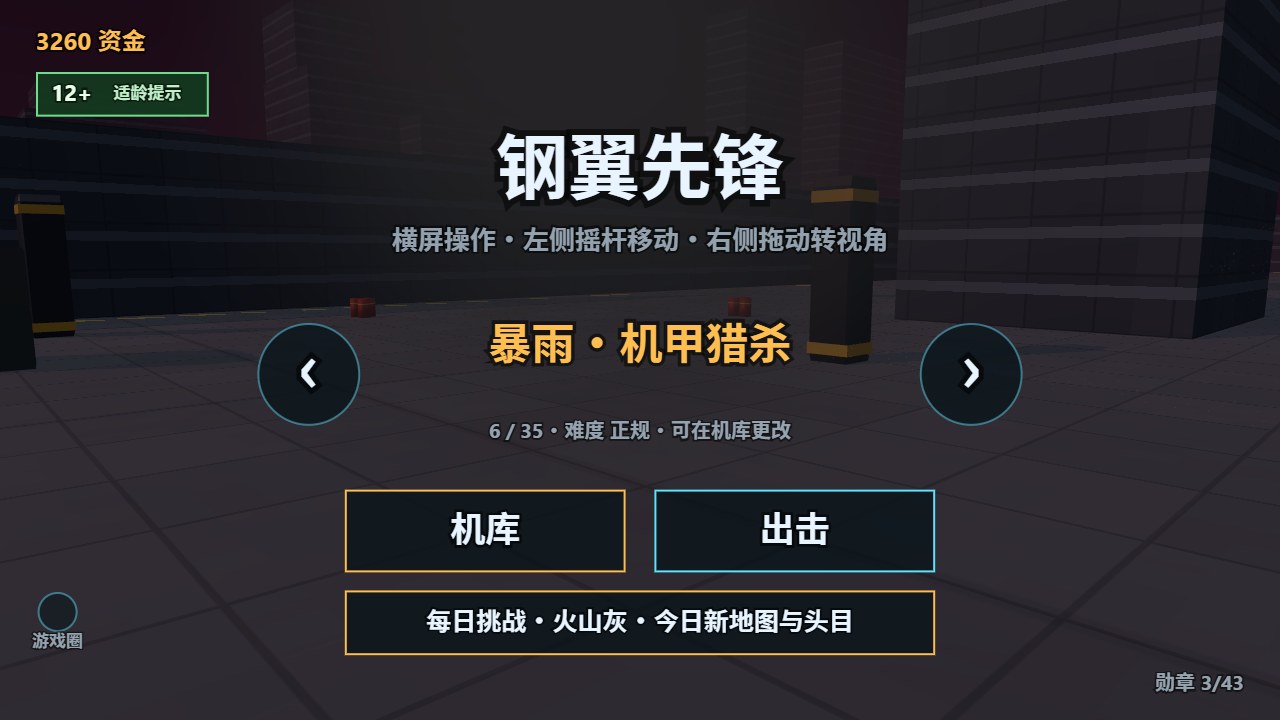 3260 资金
12+ 适龄提示
钢翼先锋
横屏操作・左侧摇杆移动・右侧拖动转视角
暴雨・机甲猎杀
‹ ›
6 / 35・难度 正规・可在机库更改
机库 出击
每日挑战・火山灰・今日新地图与头目
游戏圈
勋章 3/43